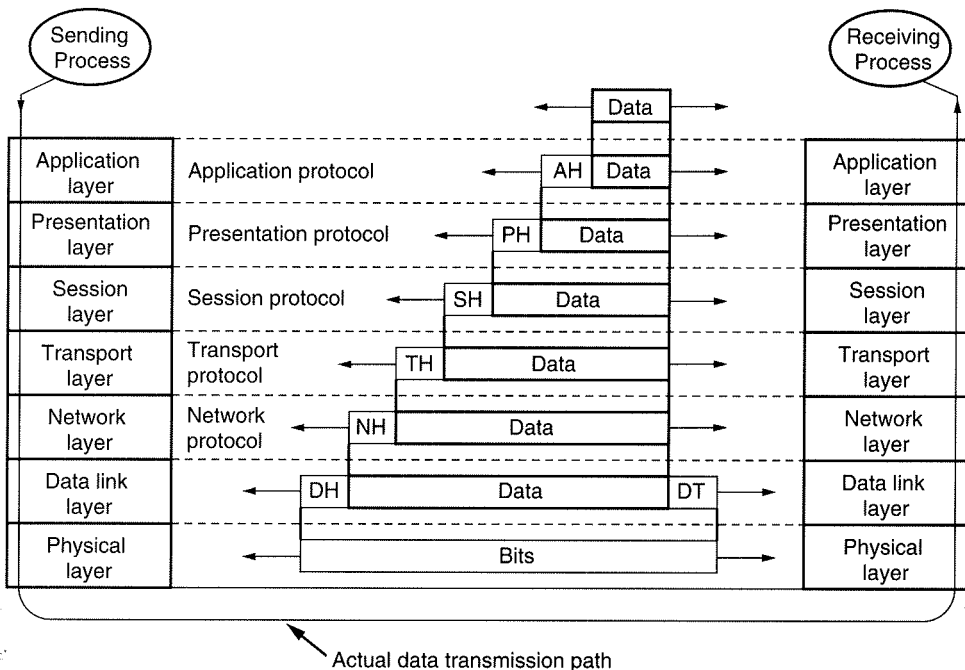 Sending
Process
Receiving
Process
Data
Application
layer
Application protocol
AH
Data
Application
layer
Presentation
layer
Presentation protocol
PH
Data
Presentation
layer
Session
layer
Session protocol
SH
Data
Session
layer
Transport
layer
Transport
protocol
TH
Data
Transport
layer
Network
layer
Network
protocol
NH
Data
Network
layer
Data link
layer
DH
Data
DT
Data link
layer
Physical
layer
Bits
Physical
layer
Actual data transmission path